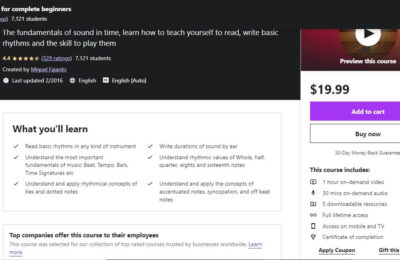 for complete beginners
ngs) 7,121 students
The fundamentals of sound in time, learn how to teach yourself to read, write basic
rhythms and the skill to play them
4.4 (329 ratings) 7,121 students
Created by Miguel Fajardo
Last updated 2/2016 English English [Auto]
Preview this course
$19.99
Add to cart
Buy now
30-Day Money-Back Guarantee
What you'll learn
Read basic rhythms in any kind of instrument
Understand the most important
fundamentals of music Beat, Tempo, Bars,
Time Signatures etc
Understand and apply rhythmical concepts of
ties and dotted notes
Write durations of sound by ear
Understand rhythmic values of Whole, half,
quarter, eights and sixteenth notes
Understand and apply the concepts of
accentuated notes, syncopation, and off beat
notes
This course includes:
1 hour on-demand video
30 mins on-demand audio
5 downloadable resources
Full lifetime access
Access on mobile and TV
Certificate of completion
Apply Coupon Gift this
Top companies offer this course to their employees
This course was selected for our collection of top-rated courses trusted by businesses worldwide. Learn
more